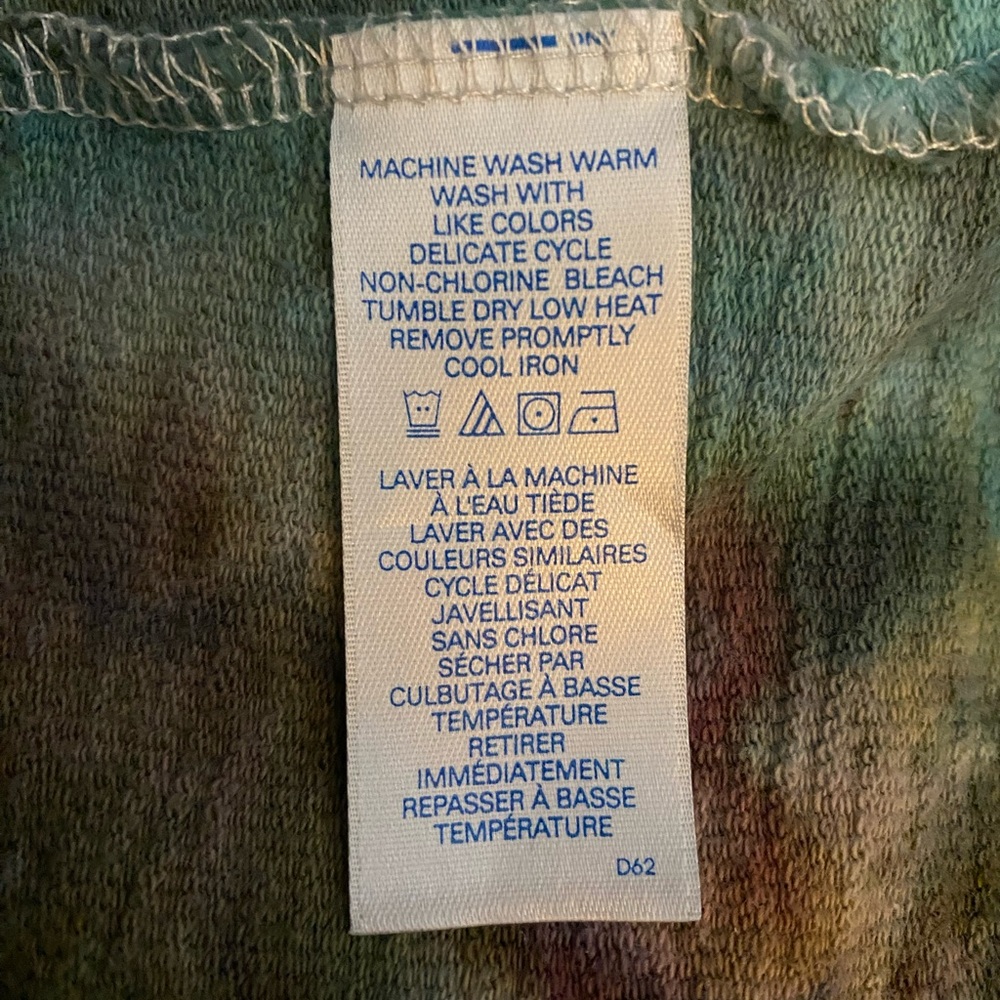 MACHINE WASH WARM
WASH WITH
LIKE COLORS
DELICATE CYCLE
NON-CHLORINE BLEACH
TUMBLE DRY LOW HEAT
REMOVE PROMPTLY
COOL IRON
LAVER À LA MACHINE
À L'EAU TIÈDE
LAVER AVEC DES
COULEURS SIMILAIRES
CYCLE DÉLICAT
JAVELLISANT
SANS CHLORE
SÉCHER PAR
CULBUTAGE À BASSE
TEMPÉRATURE
RETIRER
IMMÉDIATEMENT
REPASSER À BASSE
TEMPÉRATURE
D62